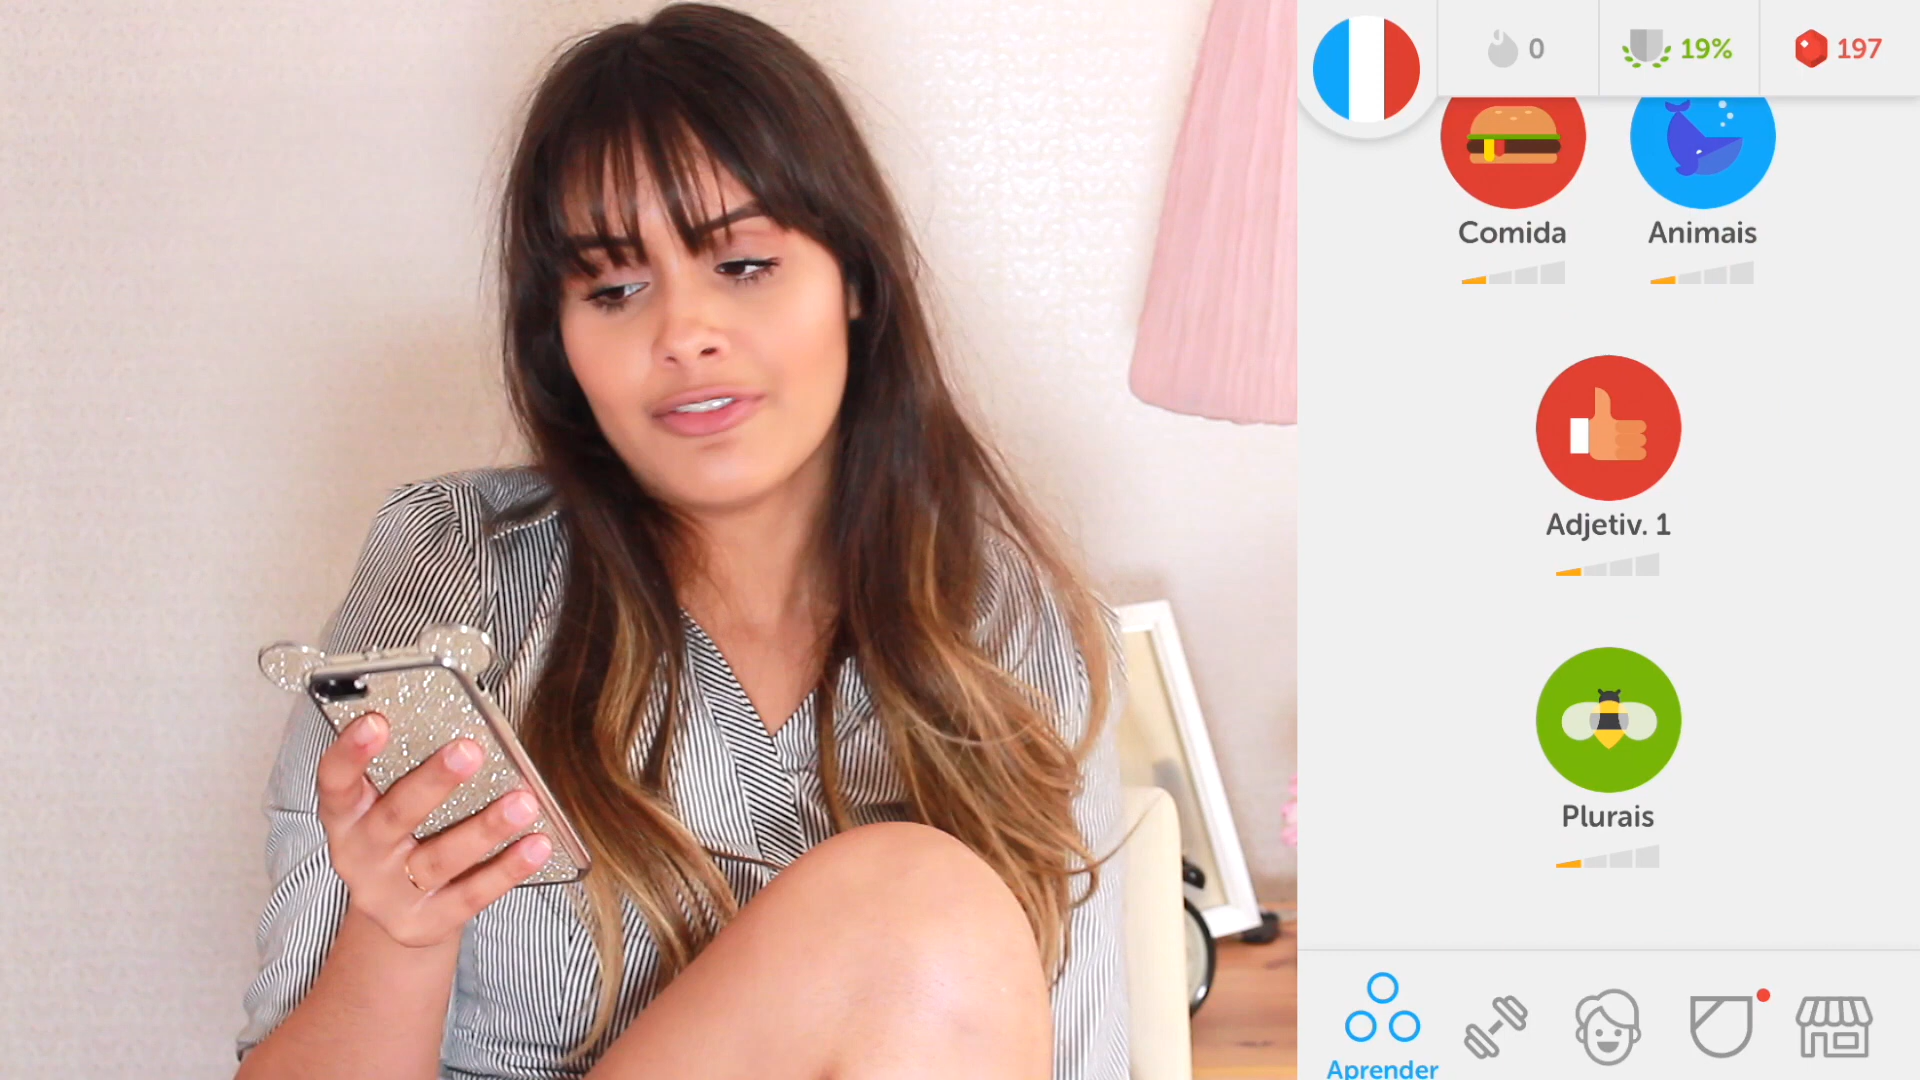 0
19%
197
Comida
Animais
Adjetiv. 1
Plurais
Aprender